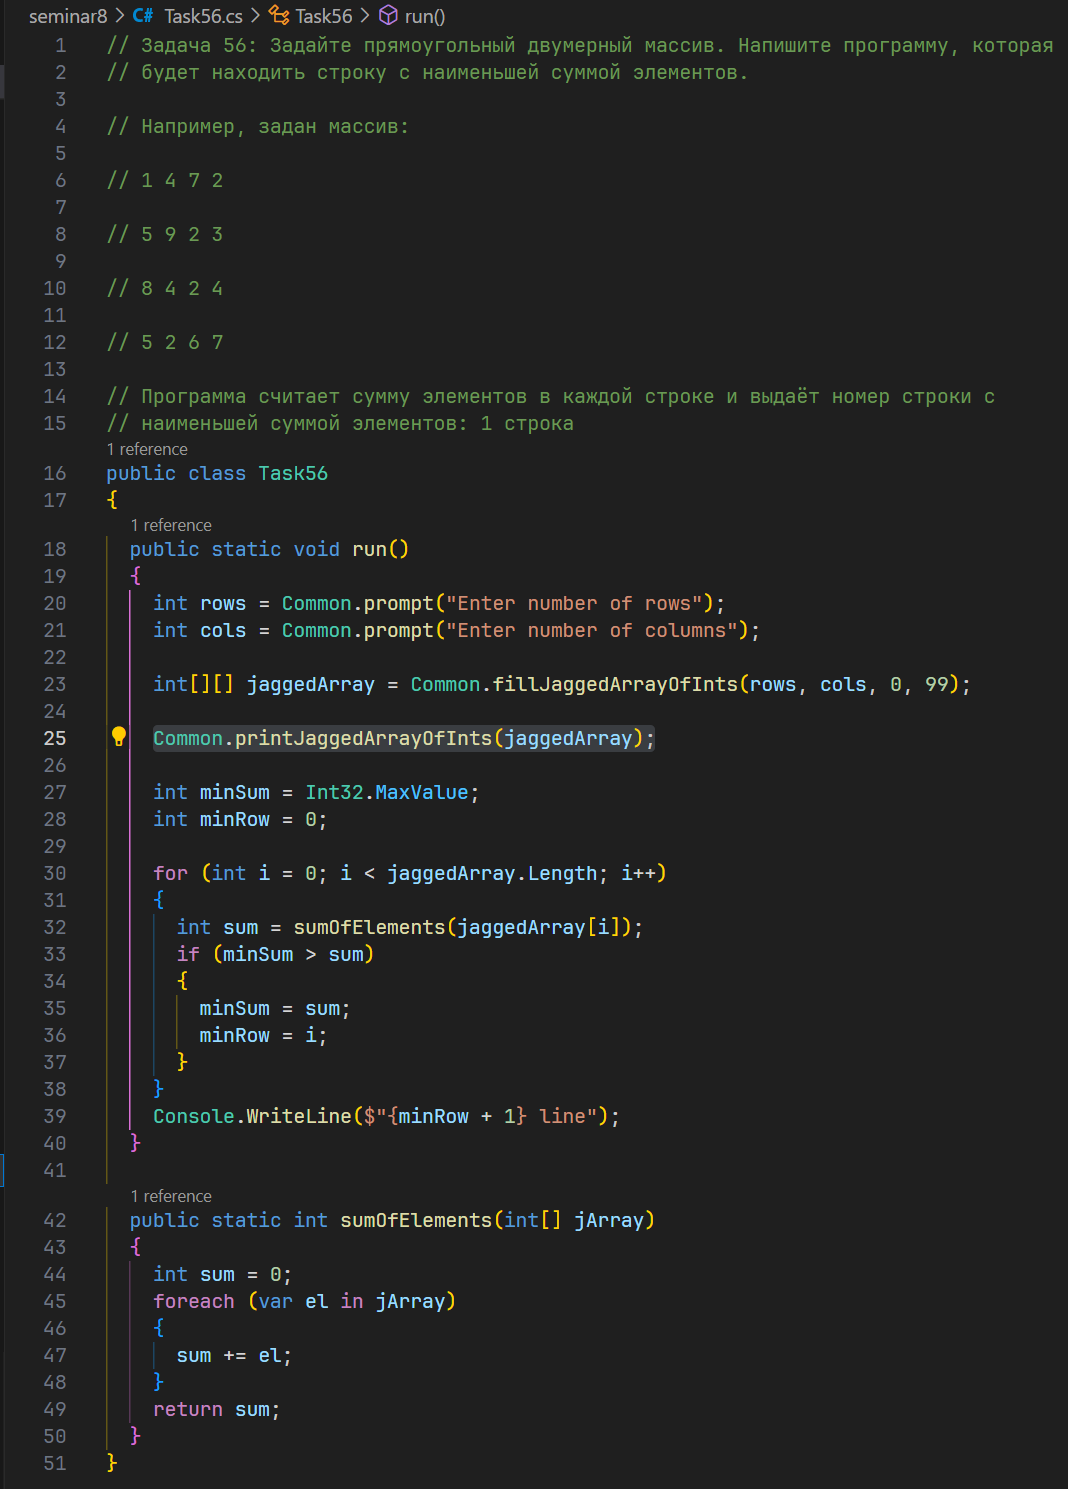 seminar8 > C# Task56.cs > Task56 > run()
1 // Задача 56: Задайте прямоугольный двумерный массив. Напишите программу, которая
2 // будет находить строку с наименьшей суммой элементов.
3
4 // Например, задан массив:
5
6 // 1 4 7 2
7
8 // 5 9 2 3
9
10 // 8 4 2 4
11
12 // 5 2 6 7
13
14 // Программа считает сумму элементов в каждой строке и выдаёт номер строки с
15 // наименьшей суммой элементов: 1 строка
1 reference
16 public class Task56
17 {
1 reference
18 public static void run()
19 {
20 int rows = Common.prompt("Enter number of rows");
21 int cols = Common.prompt("Enter number of columns");
22
23 int[][] jaggedArray = Common.fillJaggedArrayOfInts(rows, cols, 0, 99);
24
25 Common.printJaggedArrayOfInts(jaggedArray);
26
27 int minSum = Int32.MaxValue;
28 int minRow = 0;
29
30 for (int i = 0; i < jaggedArray.Length; i++)
31 {
32 int sum = sumOfElements(jaggedArray[i]);
33 if (minSum > sum)
34 {
35 minSum = sum;
36 minRow = i;
37 }
38 }
39 Console.WriteLine($"{minRow + 1} line");
40 }
41
1 reference
42 public static int sumOfElements(int[] jArray)
43 {
44 int sum = 0;
45 foreach (var el in jArray)
46 {
47 sum += el;
48 }
49 return sum;
50 }
51 }